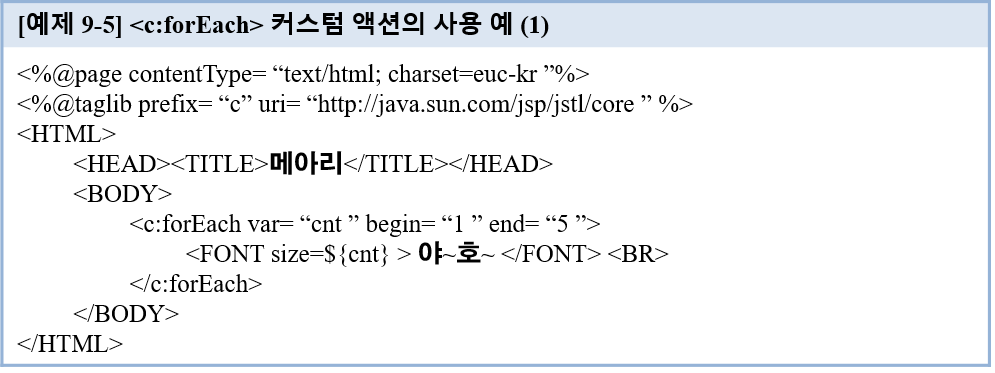 [예제 9-5] <c:forEach> 커스텀 액션의 사용 예 (1)
<%@page contentType= “text/html; charset=euc-kr ”%>
<%@taglib prefix= “c” uri= “http://java.sun.com/jsp/jstl/core ” %>
<HTML>
<HEAD><TITLE>메아리</TITLE></HEAD>
<BODY>
<c:forEach var= “cnt ” begin= “1 ” end= “5 ”>
<FONT size=${cnt} > 야~호~ </FONT> <BR>
</c:forEach>
</BODY>
</HTML>